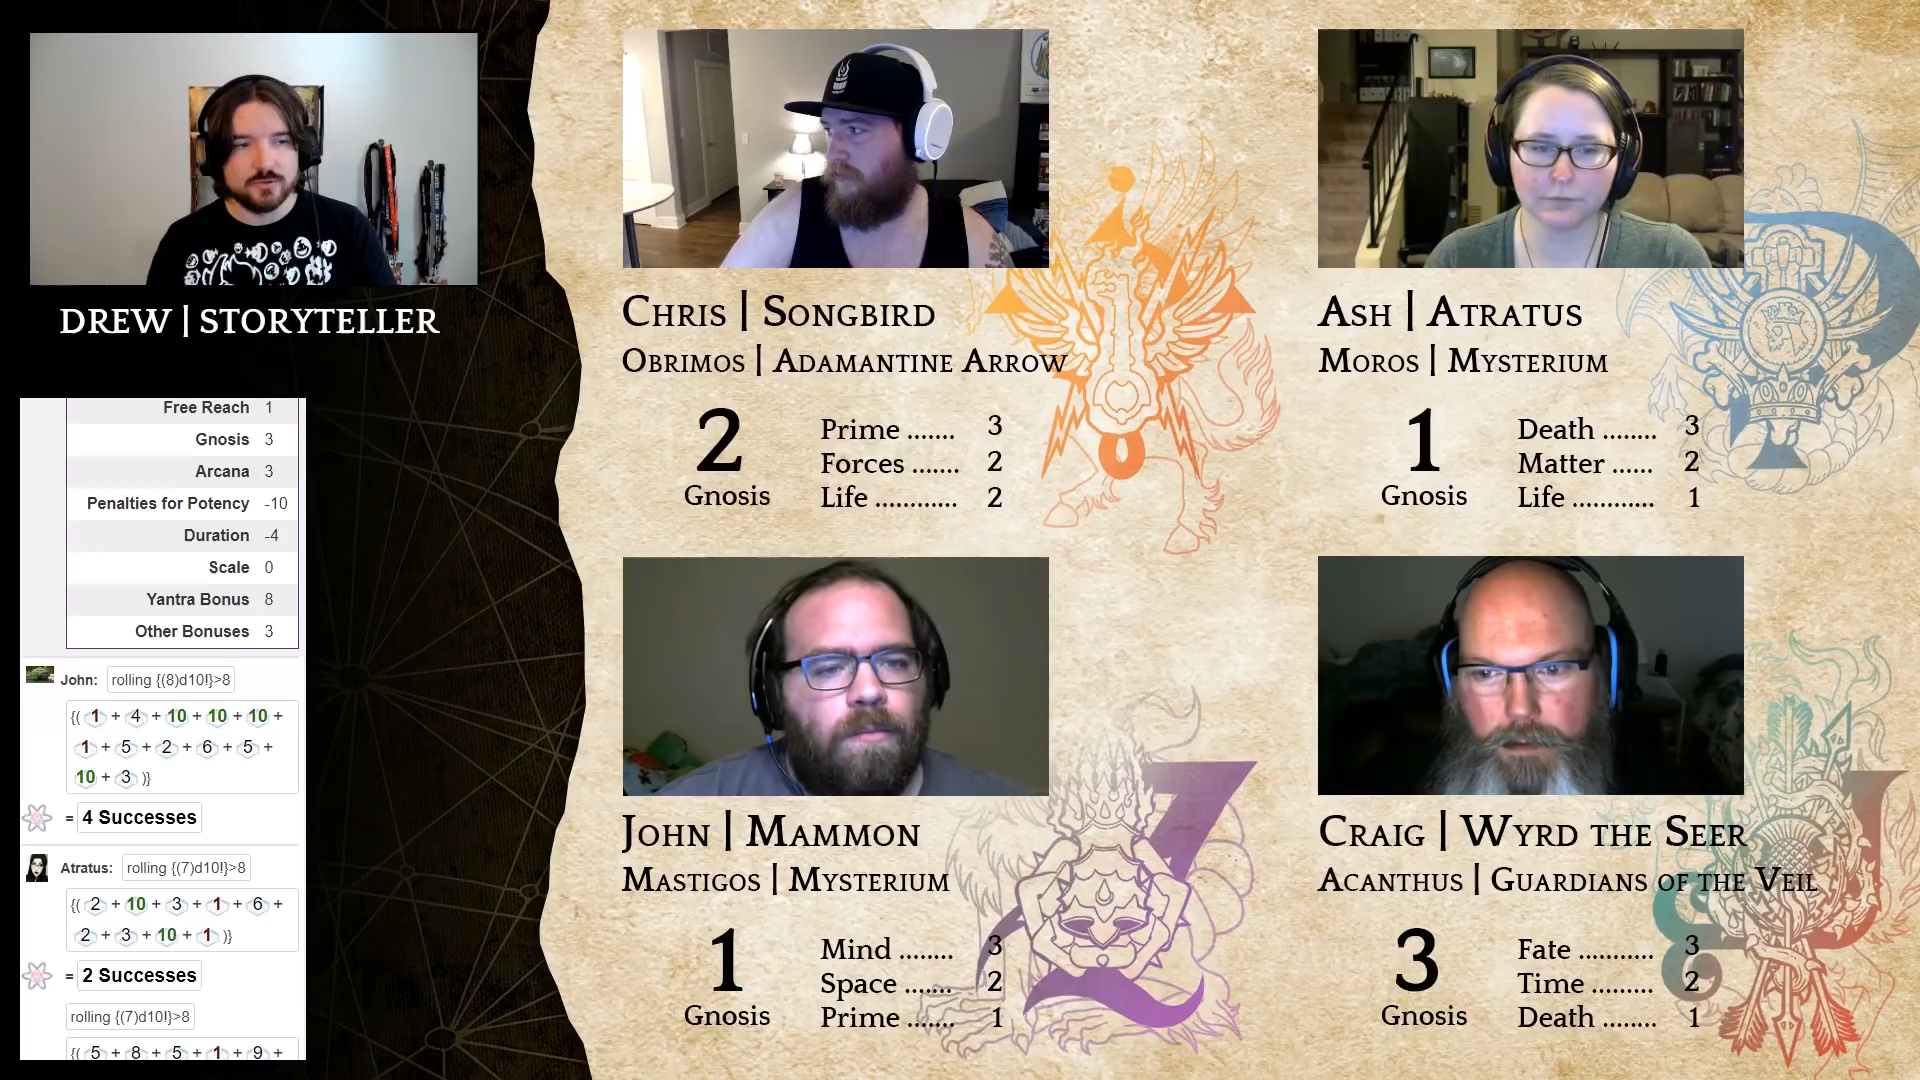 DREW | STORYTELLER
Free Reach 1
Gnosis 3
Arcana 3
Penalties for Potency -10
Duration -4
Scale 0
Yantra Bonus 8
Other Bonuses 3
John: rolling {(8)d10!}>8
{( 1 + 4 + 10 + 10 + 10 +
1 + 5 + 2 + 6 + 5 +
10 + 3 )}
= 4 Successes
Atratus: rolling {(7)d10!}>8
{( 2 + 10 + 3 + 1 + 6 +
2 + 3 + 10 + 1 )}
= 2 Successes
rolling {(7)d10!}>8
{( 5 + 8 + 5 + 1 + 9 +
Chris | Songbird
Obrimos | Adamantine Arrow
2
Gnosis
Prime ....... 3
Forces ....... 2
Life ............ 2
Ash | Atratus
Moros | Mysterium
1
Gnosis
Death ........ 3
Matter ...... 2
Life ............ 1
John | Mammon
Mastigos | Mysterium
1
Gnosis
Mind ........ 3
Space ....... 2
Prime ....... 1
Craig | Wyrd the Seer
Acanthus | Guardians of the Veil
3
Gnosis
Fate ........... 3
Time ......... 2
Death ........ 1